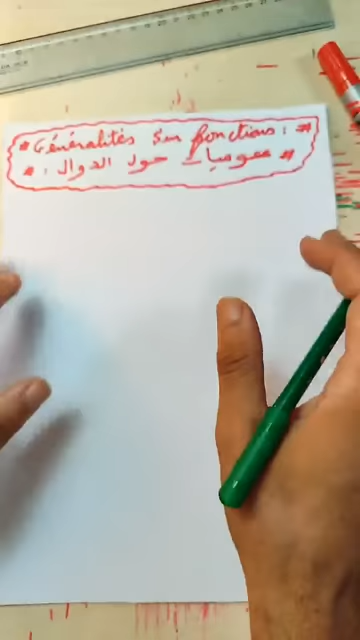 * Généralités Sur fonctions : *
* عموميات حول الدوال : *